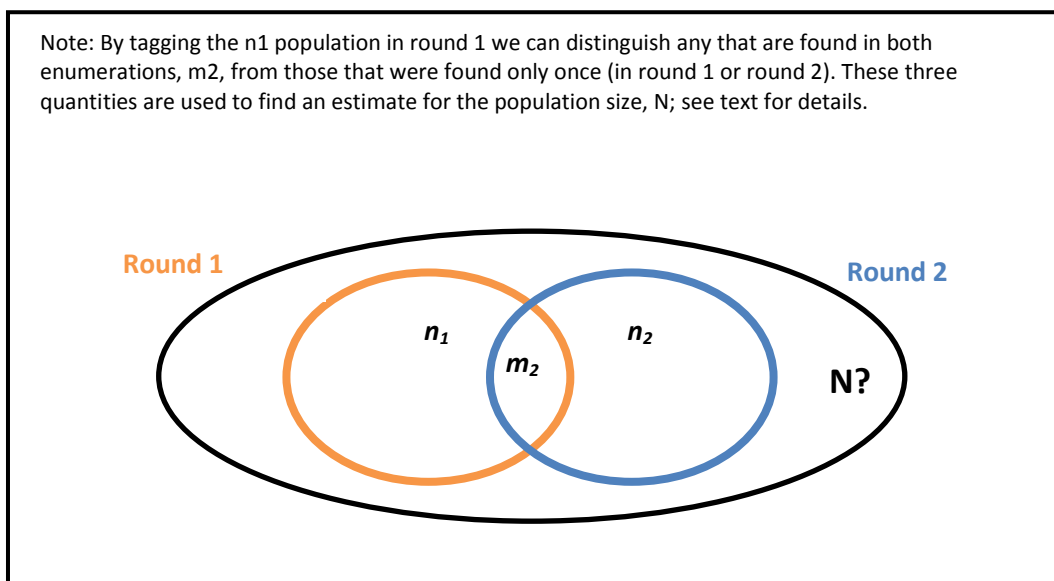 Note: By tagging the n1 population in round 1 we can distinguish any that are found in both
enumerations, m2, from those that were found only once (in round 1 or round 2). These three
quantities are used to find an estimate for the population size, N; see text for details.
Round 1
Round 2
n₁
n₂
m₂
N?